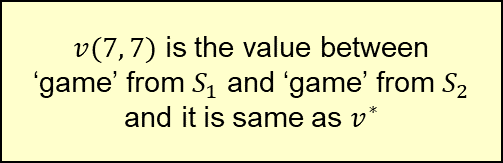 v(7,7) is the value between
‘game’ from S₁ and ‘game’ from S₂
and it is same as v*